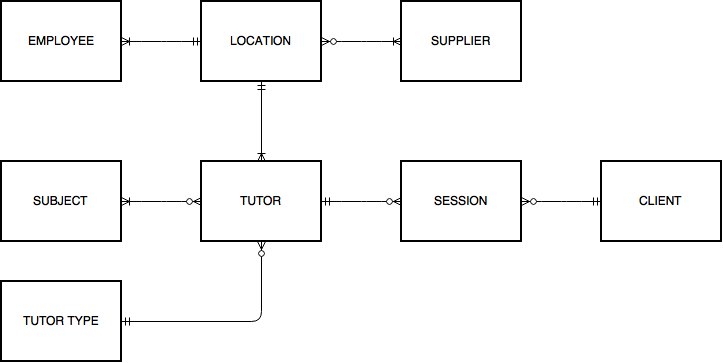 EMPLOYEE
LOCATION
SUPPLIER
SUBJECT
TUTOR
SESSION
CLIENT
TUTOR TYPE